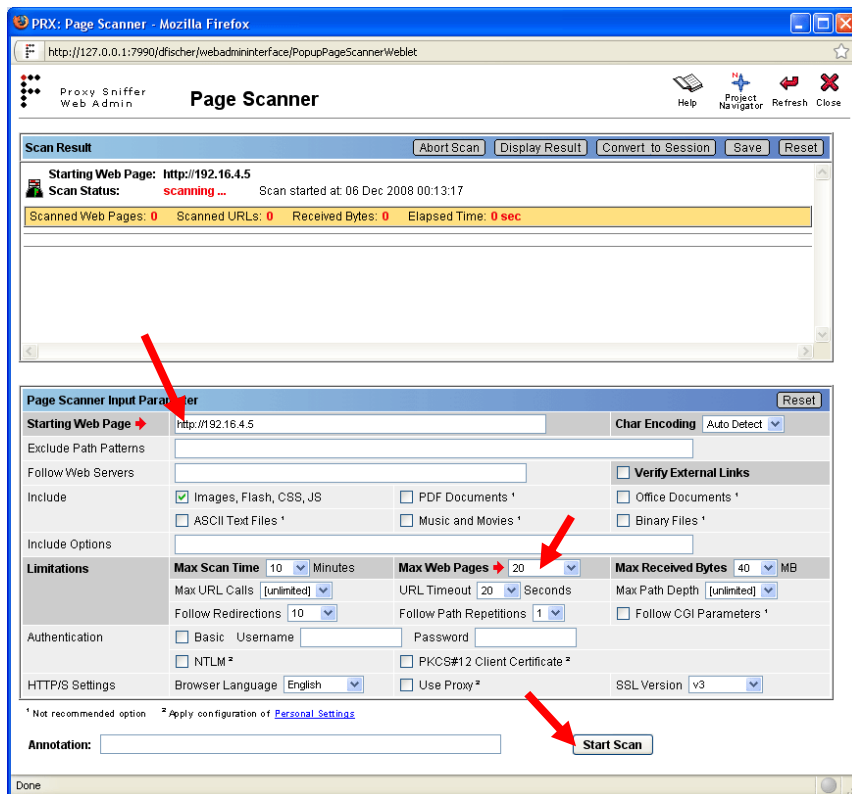 PRX: Page Scanner - Mozilla Firefox
http://127.0.0.1:7990/dfischer/webadmininterface/PopupPageScannerWeblet
Proxy Sniffer
Web Admin
Page Scanner
Help
Project Navigator
Refresh
Close
Scan Result Abort Scan Display Result Convert to Session Save Reset
Starting Web Page: http://192.16.4.5
Scan Status: scanning ... Scan started at: 06 Dec 2008 00:13:17
Scanned Web Pages: 0 Scanned URLs: 0 Received Bytes: 0 Elapsed Time: 0 sec
Page Scanner Input Parameter Reset
Starting Web Page http://192.16.4.5 Char Encoding Auto Detect
Exclude Path Patterns
Follow Web Servers Verify External Links
Include Images, Flash, CSS, JS PDF Documents ¹ Office Documents ¹
ASCII Text Files ¹ Music and Movies ¹ Binary Files ¹
Include Options
Limitations Max Scan Time 10 Minutes Max Web Pages 20 Max Received Bytes 40 MB
Max URL Calls [unlimited] URL Timeout 20 Seconds Max Path Depth [unlimited]
Follow Redirections 10 Follow Path Repetitions 1 Follow CGI Parameters ¹
Authentication Basic Username Password
NTLM ² PKCS#12 Client Certificate ²
HTTP/S Settings Browser Language English Use Proxy ² SSL Version v3
¹ Not recommended option ² Apply configuration of Personal Settings
Annotation: Start Scan
Done